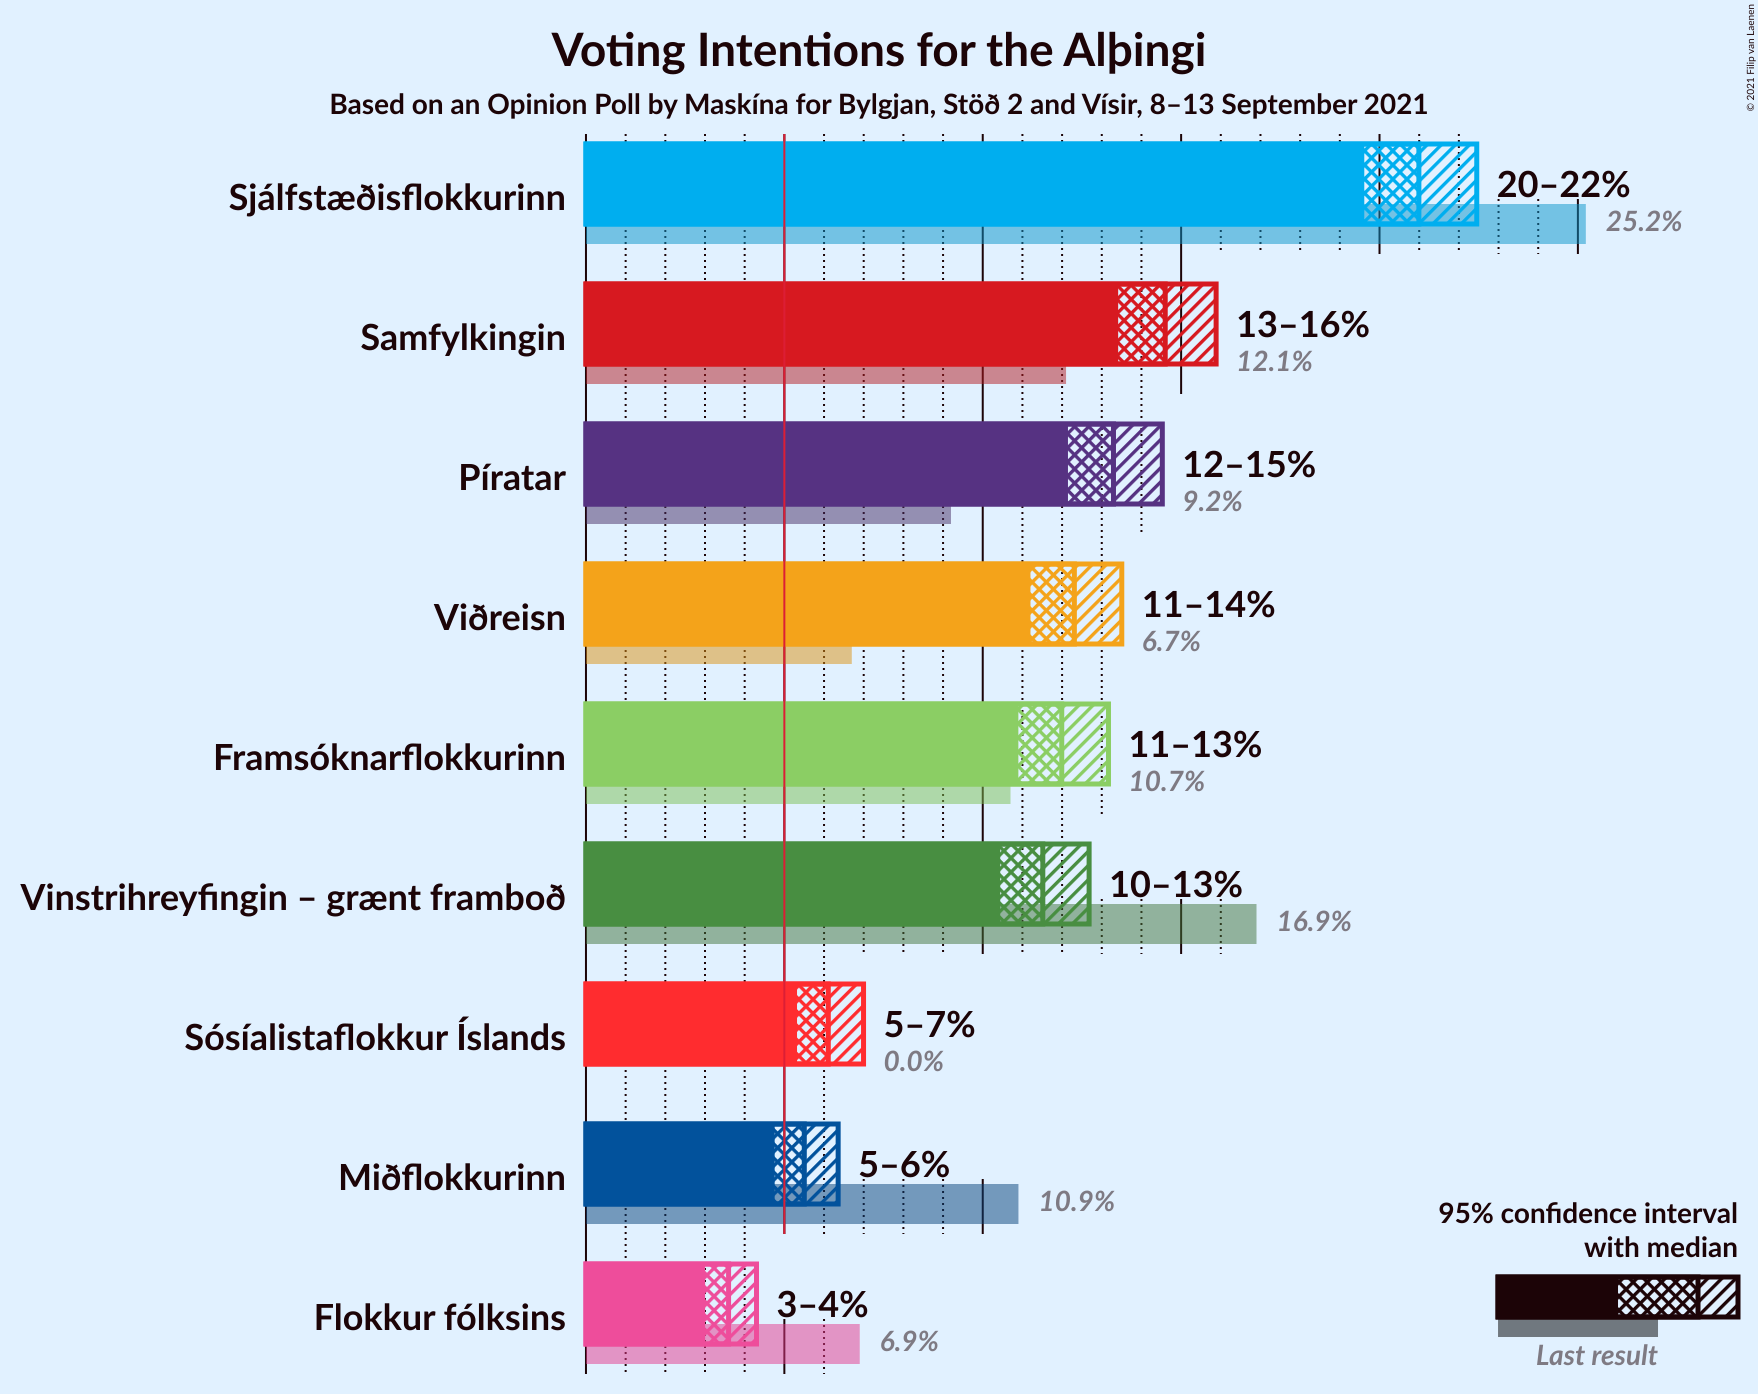 Voting Intentions for the Alþingi
Based on an Opinion Poll by Maskína for Bylgjan, Stöð 2 and Vísir, 8–13 September 2021
© 2021 Filip van Laenen
Sjálfstæðisflokkurinn
20–22%
25.2%
Samfylkingin
13–16%
12.1%
Píratar
12–15%
9.2%
Viðreisn
11–14%
6.7%
Framsóknarflokkurinn
11–13%
10.7%
Vinstrihreyfingin – grænt framboð
10–13%
16.9%
Sósíalistaflokkur Íslands
5–7%
0.0%
Miðflokkurinn
5–6%
10.9%
Flokkur fólksins
3–4%
6.9%
95% confidence interval
with median
Last result